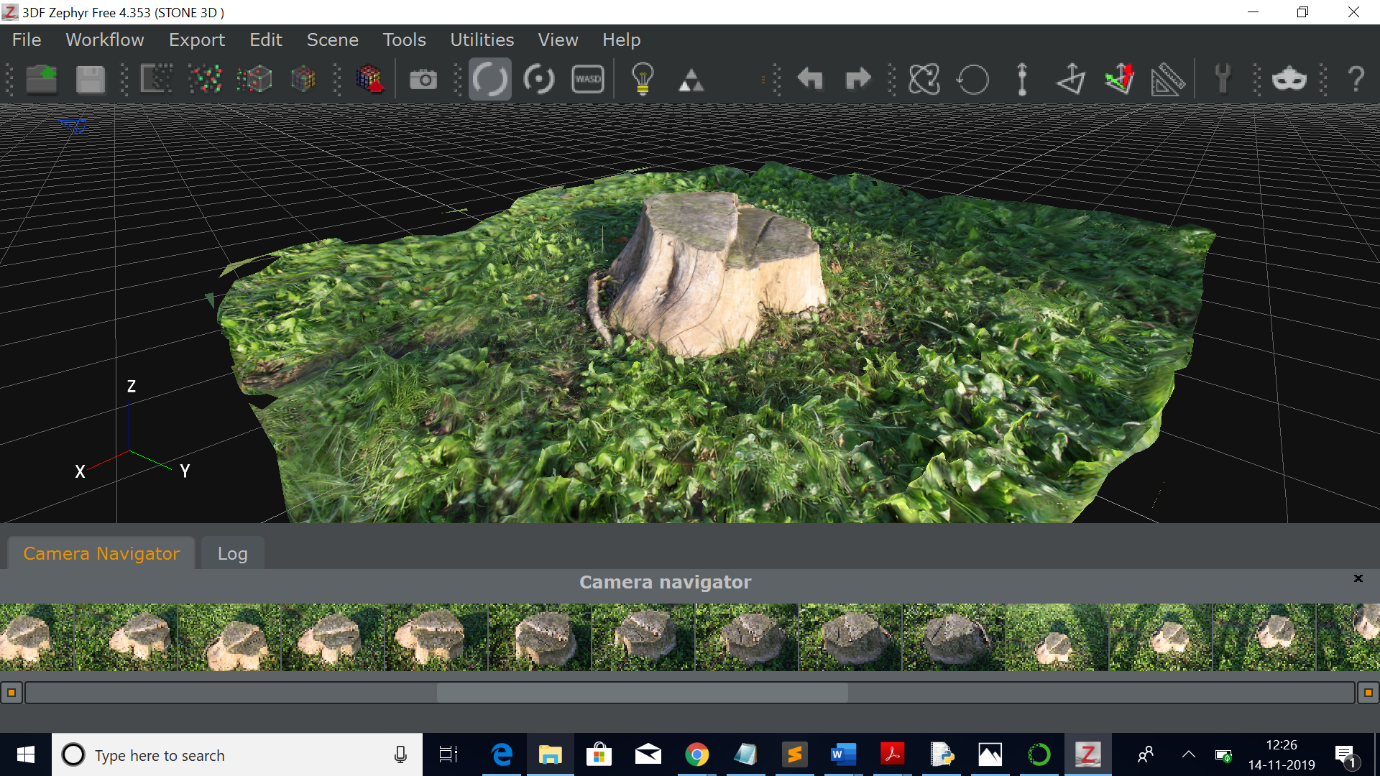 3DF Zephyr Free 4.353 (STONE 3D )
File Workflow Export Edit Scene Tools Utilities View Help
WASD
Z
X Y
Camera Navigator Log
Camera navigator
Type here to search
12:26
14-11-2019
1